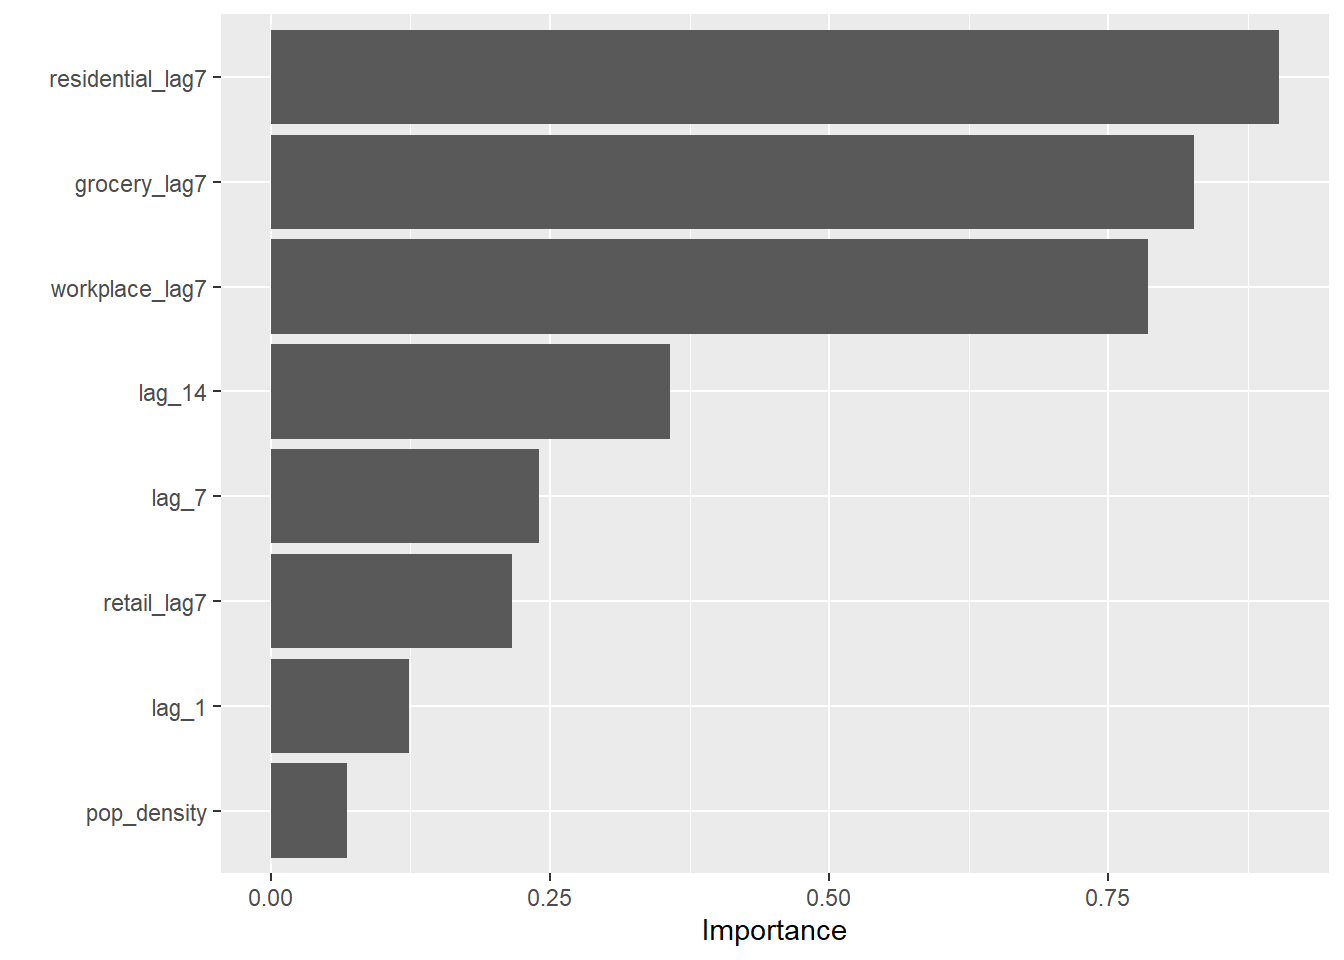 residential_lag7
grocery_lag7
workplace_lag7
lag_14
lag_7
retail_lag7
lag_1
pop_density
0.00 0.25 0.50 0.75
Importance